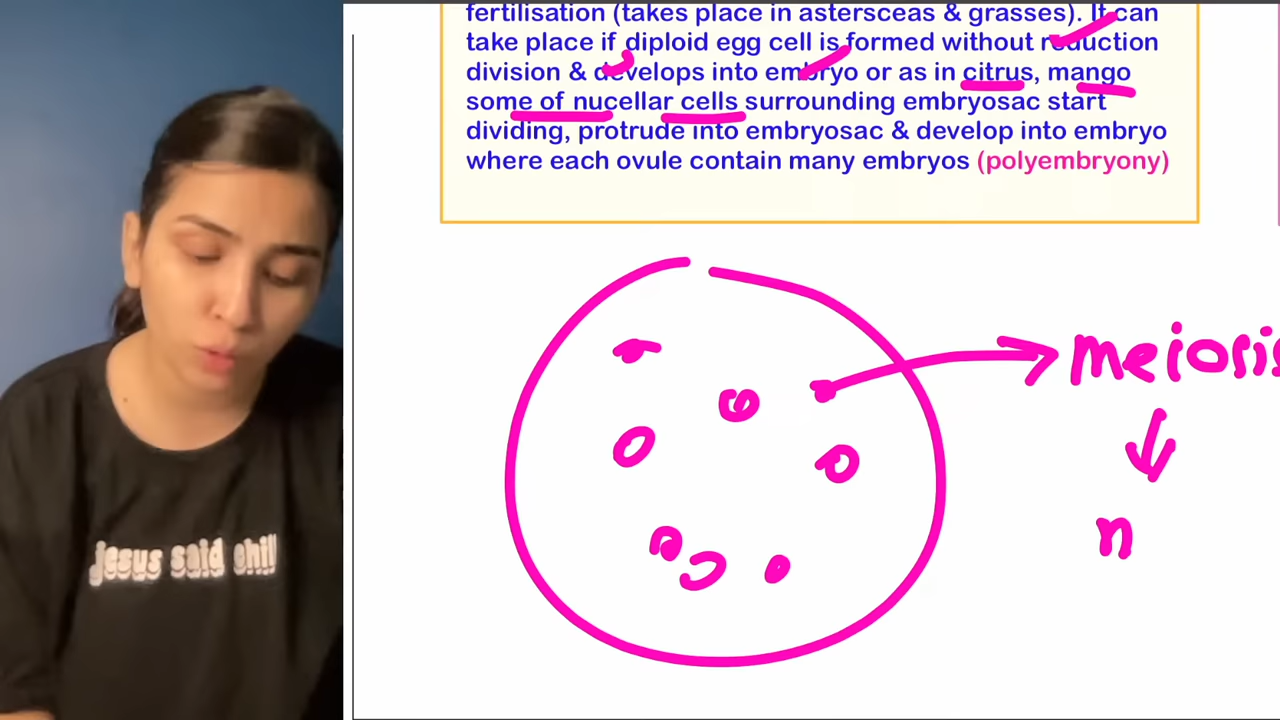 fertilisation (takes place in astersceas & grasses). It can
take place if diploid egg cell is formed without reduction
division & develops into embryo or as in citrus, mango
some of nucellar cells surrounding embryosac start
dividing, protrude into embryosac & develop into embryo
where each ovule contain many embryos (polyembryony)
meiosis
n
jesus said chill